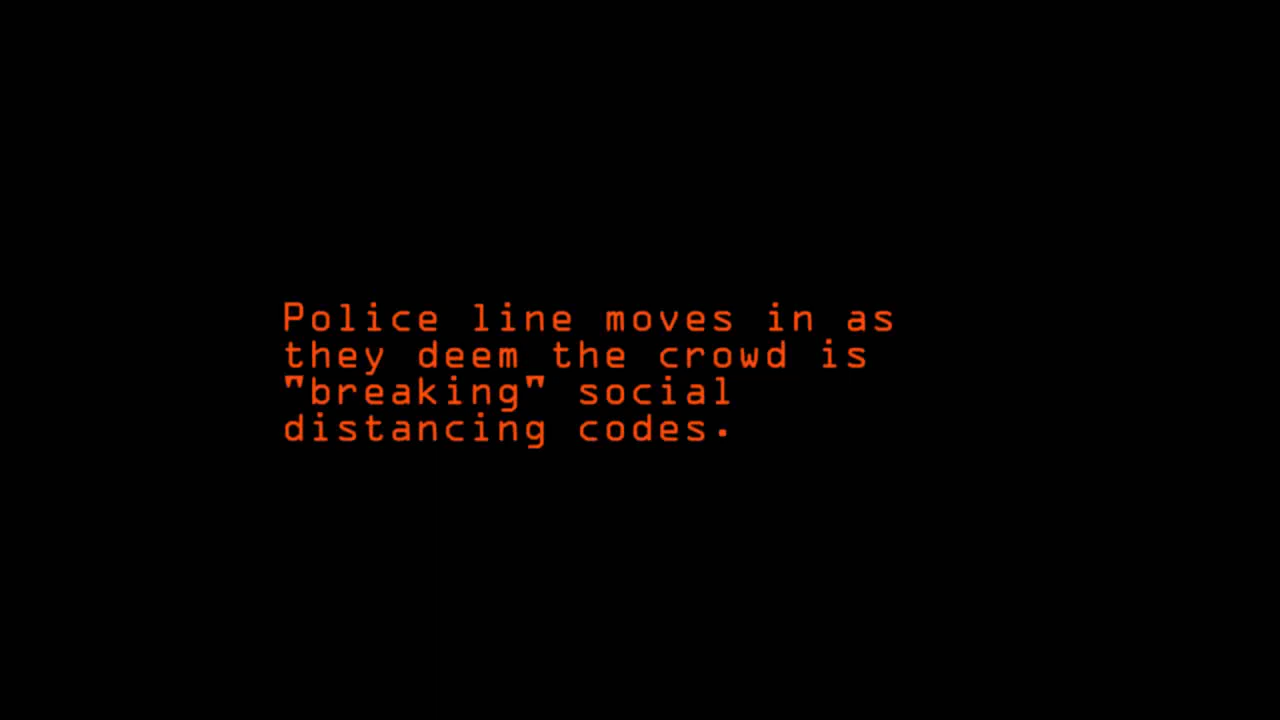 Police line moves in as
they deem the crowd is
"breaking" social
distancing codes.